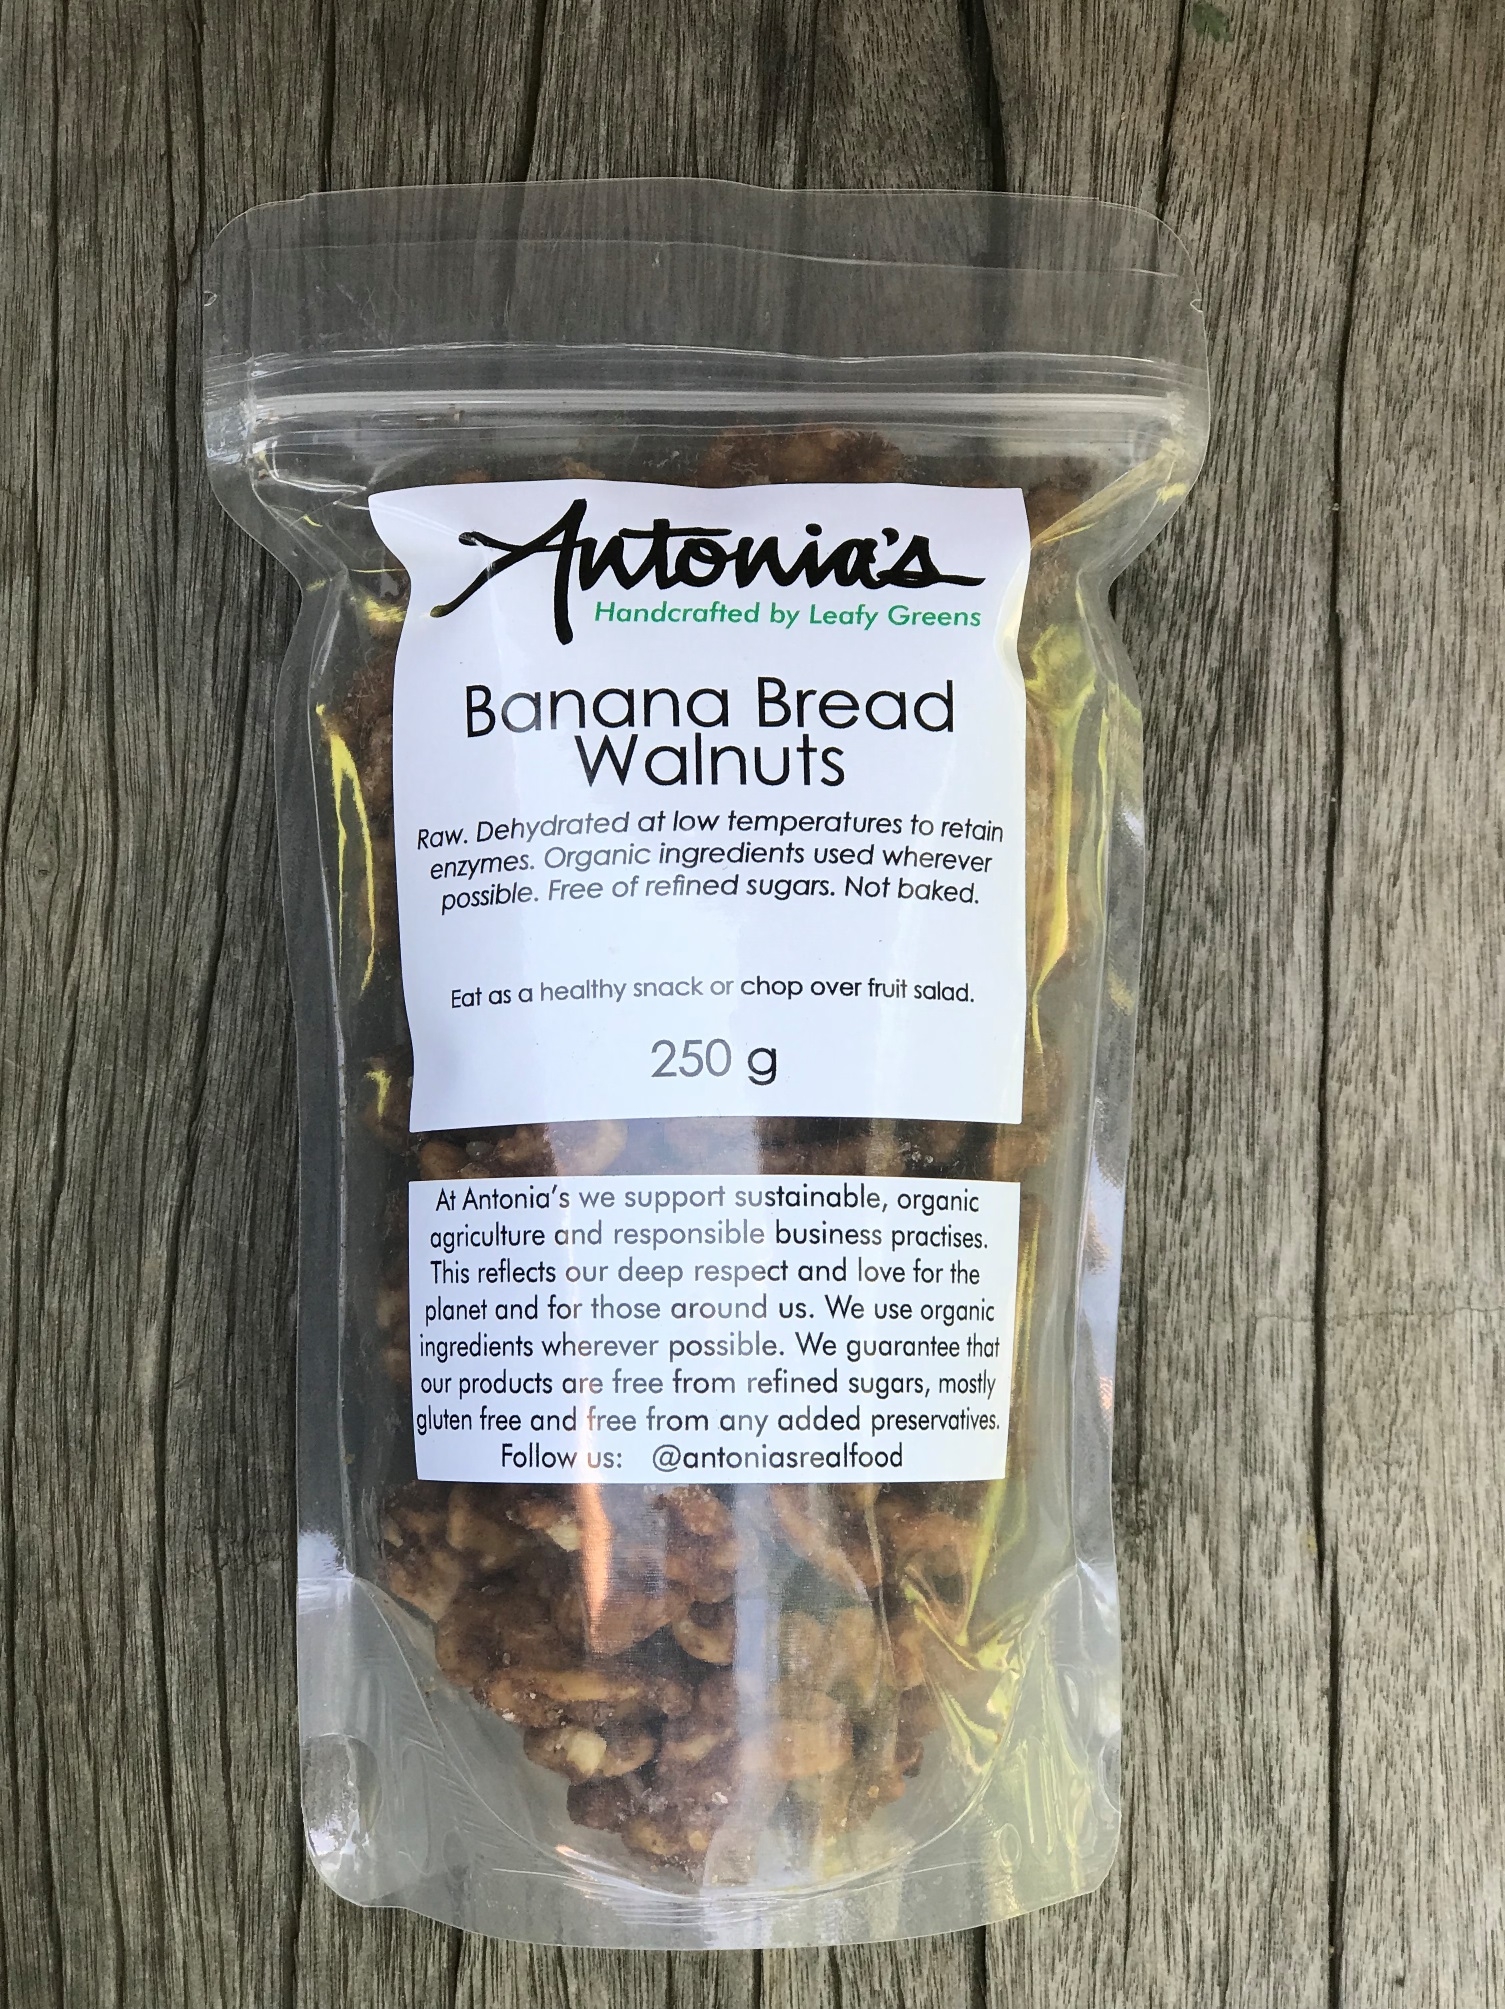 Antonia's
Handcrafted by Leafy Greens
Banana Bread
Walnuts
Raw. Dehydrated at low temperatures to retain
enzymes. Organic ingredients used wherever
possible. Free of refined sugars. Not baked.
Eat as a healthy snack or chop over fruit salad.
250 g
At Antonia's we support sustainable, organic
agriculture and responsible business practises.
This reflects our deep respect and love for the
planet and for those around us. We use organic
ingredients wherever possible. We guarantee that
our products are free from refined sugars, mostly
gluten free and free from any added preservatives.
Follow us: @antoniasrealfood